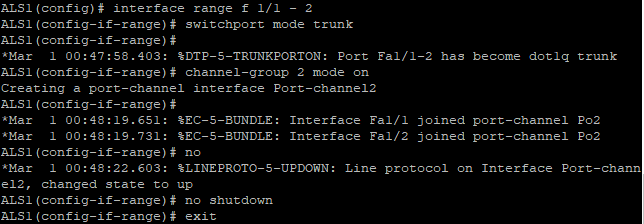 ALS1(config)# interface range f 1/1 - 2
ALS1(config-if-range)# switchport mode trunk
ALS1(config-if-range)#
*Mar  1 00:47:58.403: %DTP-5-TRUNKPORTON: Port Fa1/1-2 has become dot1q trunk
ALS1(config-if-range)# channel-group 2 mode on
Creating a port-channel interface Port-channel2
ALS1(config-if-range)#
*Mar  1 00:48:19.651: %EC-5-BUNDLE: Interface Fa1/1 joined port-channel Po2
*Mar  1 00:48:19.731: %EC-5-BUNDLE: Interface Fa1/2 joined port-channel Po2
ALS1(config-if-range)# no
*Mar  1 00:48:22.603: %LINEPROTO-5-UPDOWN: Line protocol on Interface Port-chann
el2, changed state to up
ALS1(config-if-range)# no shutdown
ALS1(config-if-range)# exit